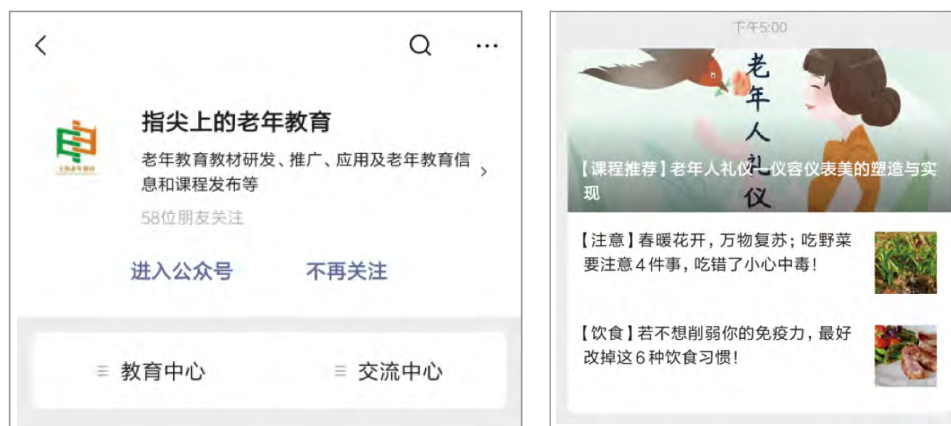 指尖上的老年教育
老年教育教材研发、推广、应用及老年教育信
息和课程发布等
58位朋友关注
进入公众号 不再关注
教育中心 交流中心
下午5:00
老年人礼仪
【课程推荐】老年人礼仪—仪容仪表美的塑造与实
现
【注意】春暖花开，万物复苏；吃野菜
要注意4件事，吃错了小心中毒！
【饮食】若不想削弱你的免疫力，最好
改掉这6种饮食习惯！